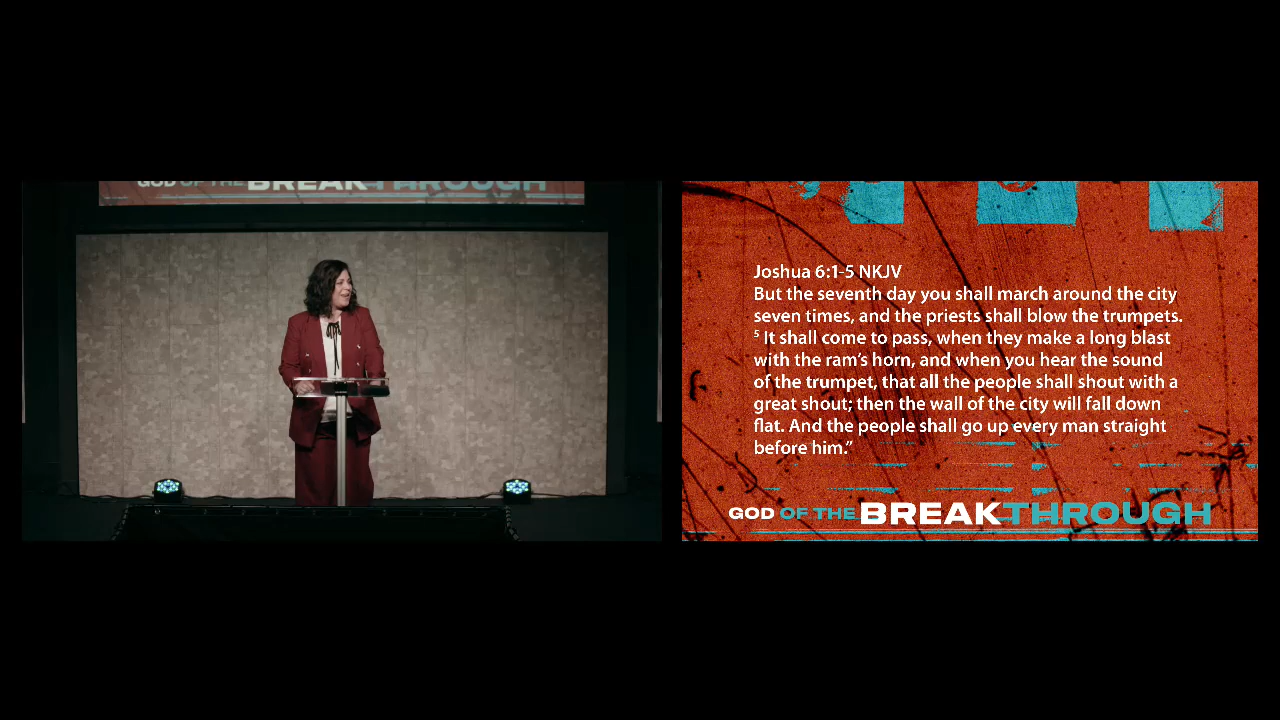 GOD OF THE BREAKTHROUGH
Joshua 6:1-5 NKJV
But the seventh day you shall march around the city
seven times, and the priests shall blow the trumpets.
5 It shall come to pass, when they make a long blast
with the ram’s horn, and when you hear the sound
of the trumpet, that all the people shall shout with a
great shout; then the wall of the city will fall down
flat. And the people shall go up every man straight
before him.”
GOD OF THE BREAKTHROUGH